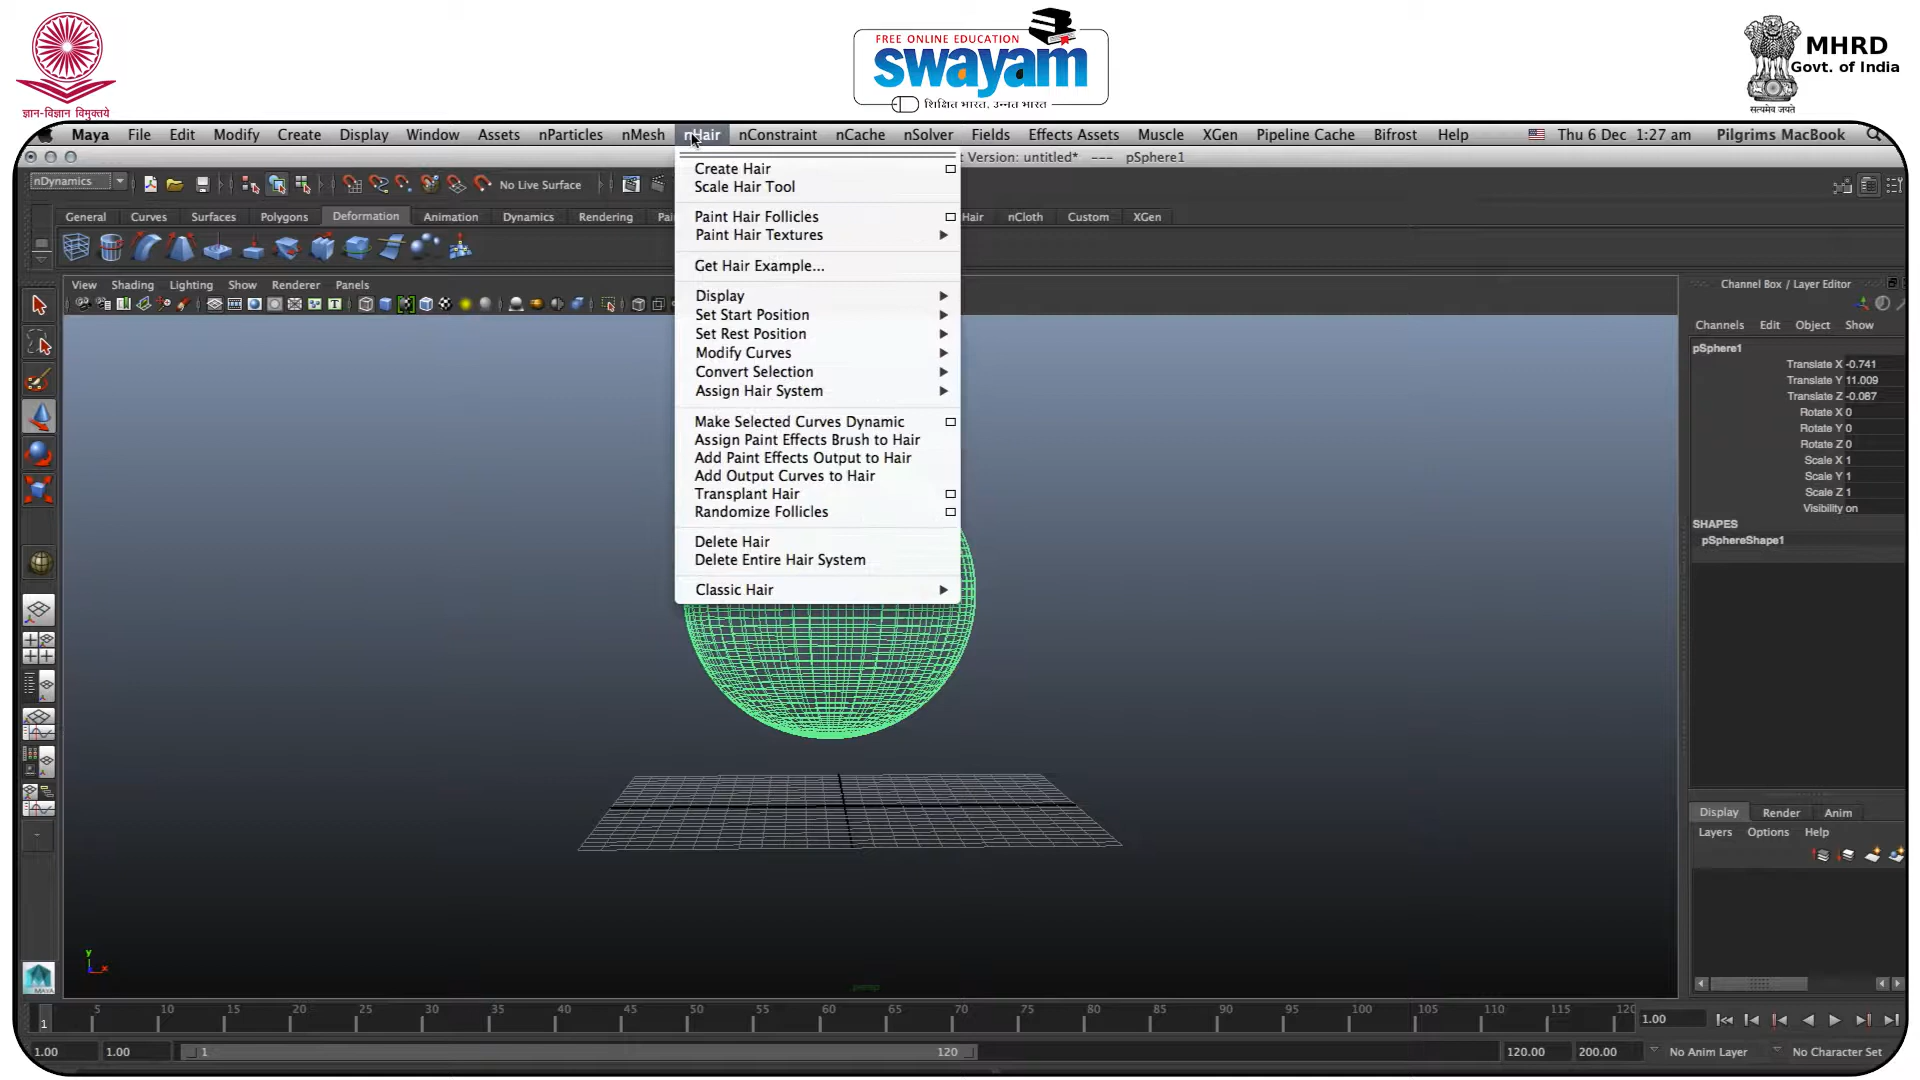 FREE ONLINE EDUCATION
swayam
शिक्षित भारत, उन्नत भारत
ज्ञान-विज्ञान विमुक्तये
MHRD
Govt. of India
सत्यमेव जयते
Maya File Edit Modify Create Display Window Assets nParticles nMesh nHair nConstraint nCache nSolver Fields Effects Assets Muscle XGen Pipeline Cache Bifrost Help Thu 6 Dec 1:27 am Pilgrims MacBook
t Version: untitled* --- pSphere1
nDynamics No Live Surface
General Curves Surfaces Polygons Deformation Animation Dynamics Rendering Pai Hair nCloth Custom XGen
View Shading Lighting Show Renderer Panels
Create Hair
Scale Hair Tool
Paint Hair Follicles
Paint Hair Textures
Get Hair Example...
Display
Set Start Position
Set Rest Position
Modify Curves
Convert Selection
Assign Hair System
Make Selected Curves Dynamic
Assign Paint Effects Brush to Hair
Add Paint Effects Output to Hair
Add Output Curves to Hair
Transplant Hair
Randomize Follicles
Delete Hair
Delete Entire Hair System
Classic Hair
Channel Box / Layer Editor
Channels Edit Object Show
pSphere1
Translate X -0.741
Translate Y 11.009
Translate Z -0.087
Rotate X 0
Rotate Y 0
Rotate Z 0
Scale X 1
Scale Y 1
Scale Z 1
Visibility on
SHAPES
pSphereShape1
Display Render Anim
Layers Options Help
y
x
persp
MAYA
1 5 10 15 20 25 30 35 40 45 50 55 60 65 70 75 80 85 90 95 100 105 110 115 120 1.00
1.00 1.00 1 120 120.00 200.00 No Anim Layer No Character Set